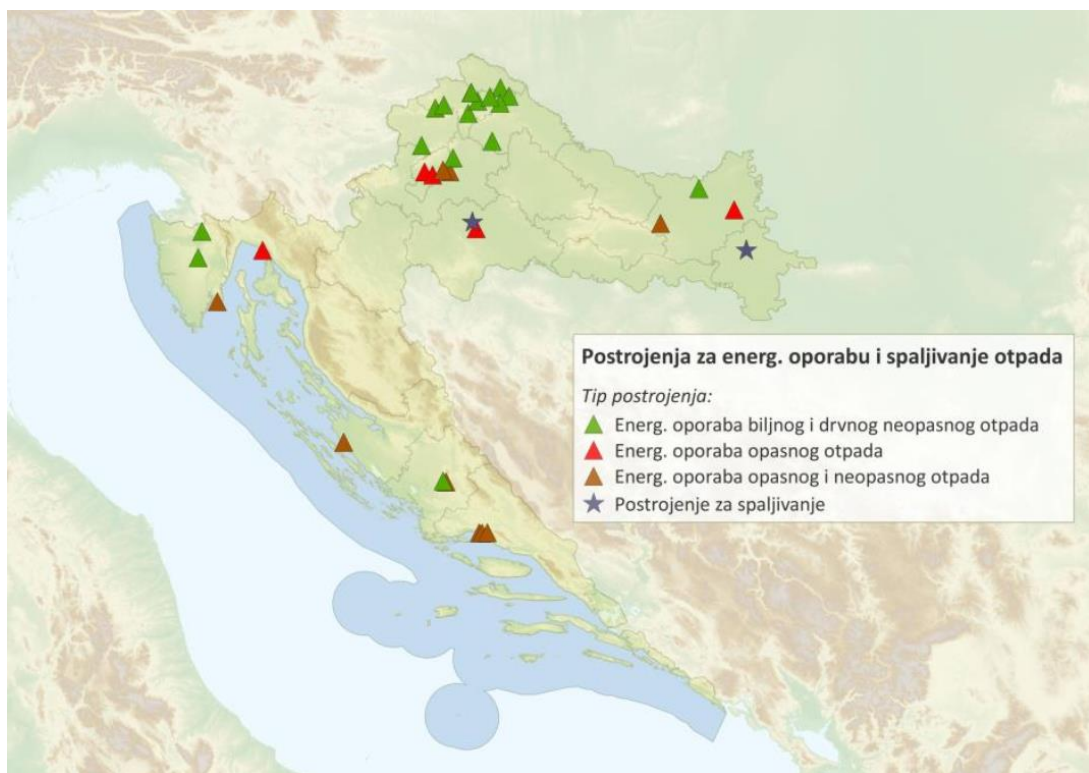 Postrojenja za energ. oporabu i spaljivanje otpada
Tip postrojenja:
Energ. oporaba biljnog i drvnog neopasnog otpada
Energ. oporaba opasnog otpada
Energ. oporaba opasnog i neopasnog otpada
Postrojenje za spaljivanje